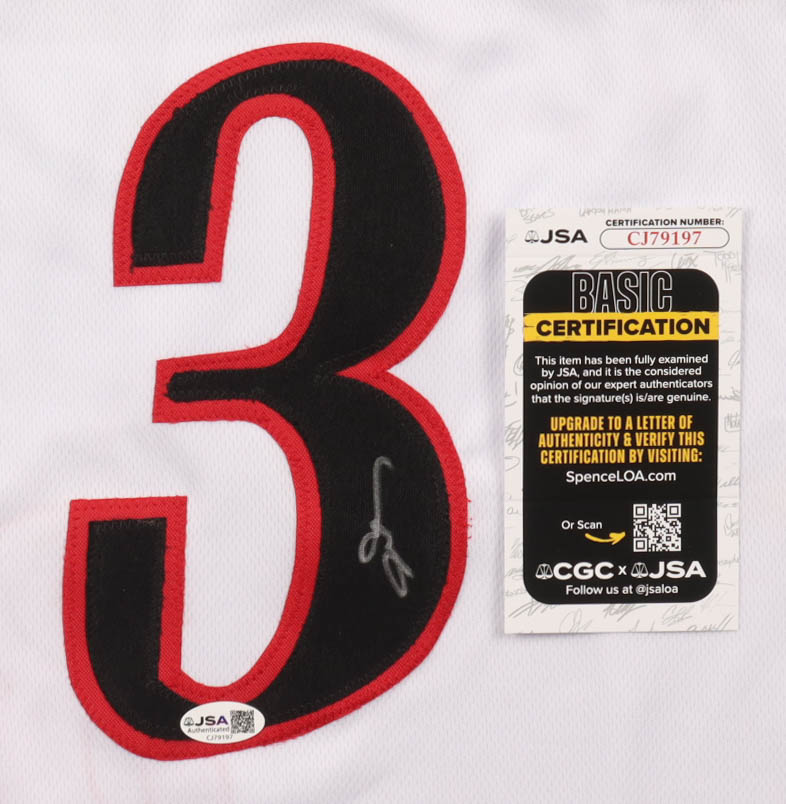 3
JSA
Authenticated
CJ79197
JSA
CERTIFICATION NUMBER:
CJ79197
BASIC
CERTIFICATION
This item has been fully examined
by JSA, and it is the considered
opinion of our expert authenticators
that the signature(s) is/are genuine.
UPGRADE TO A LETTER OF
AUTHENTICITY & VERIFY THIS
CERTIFICATION BY VISITING:
SpenceLOA.com
Or Scan
CGC x JSA
Follow us at @jsaloa